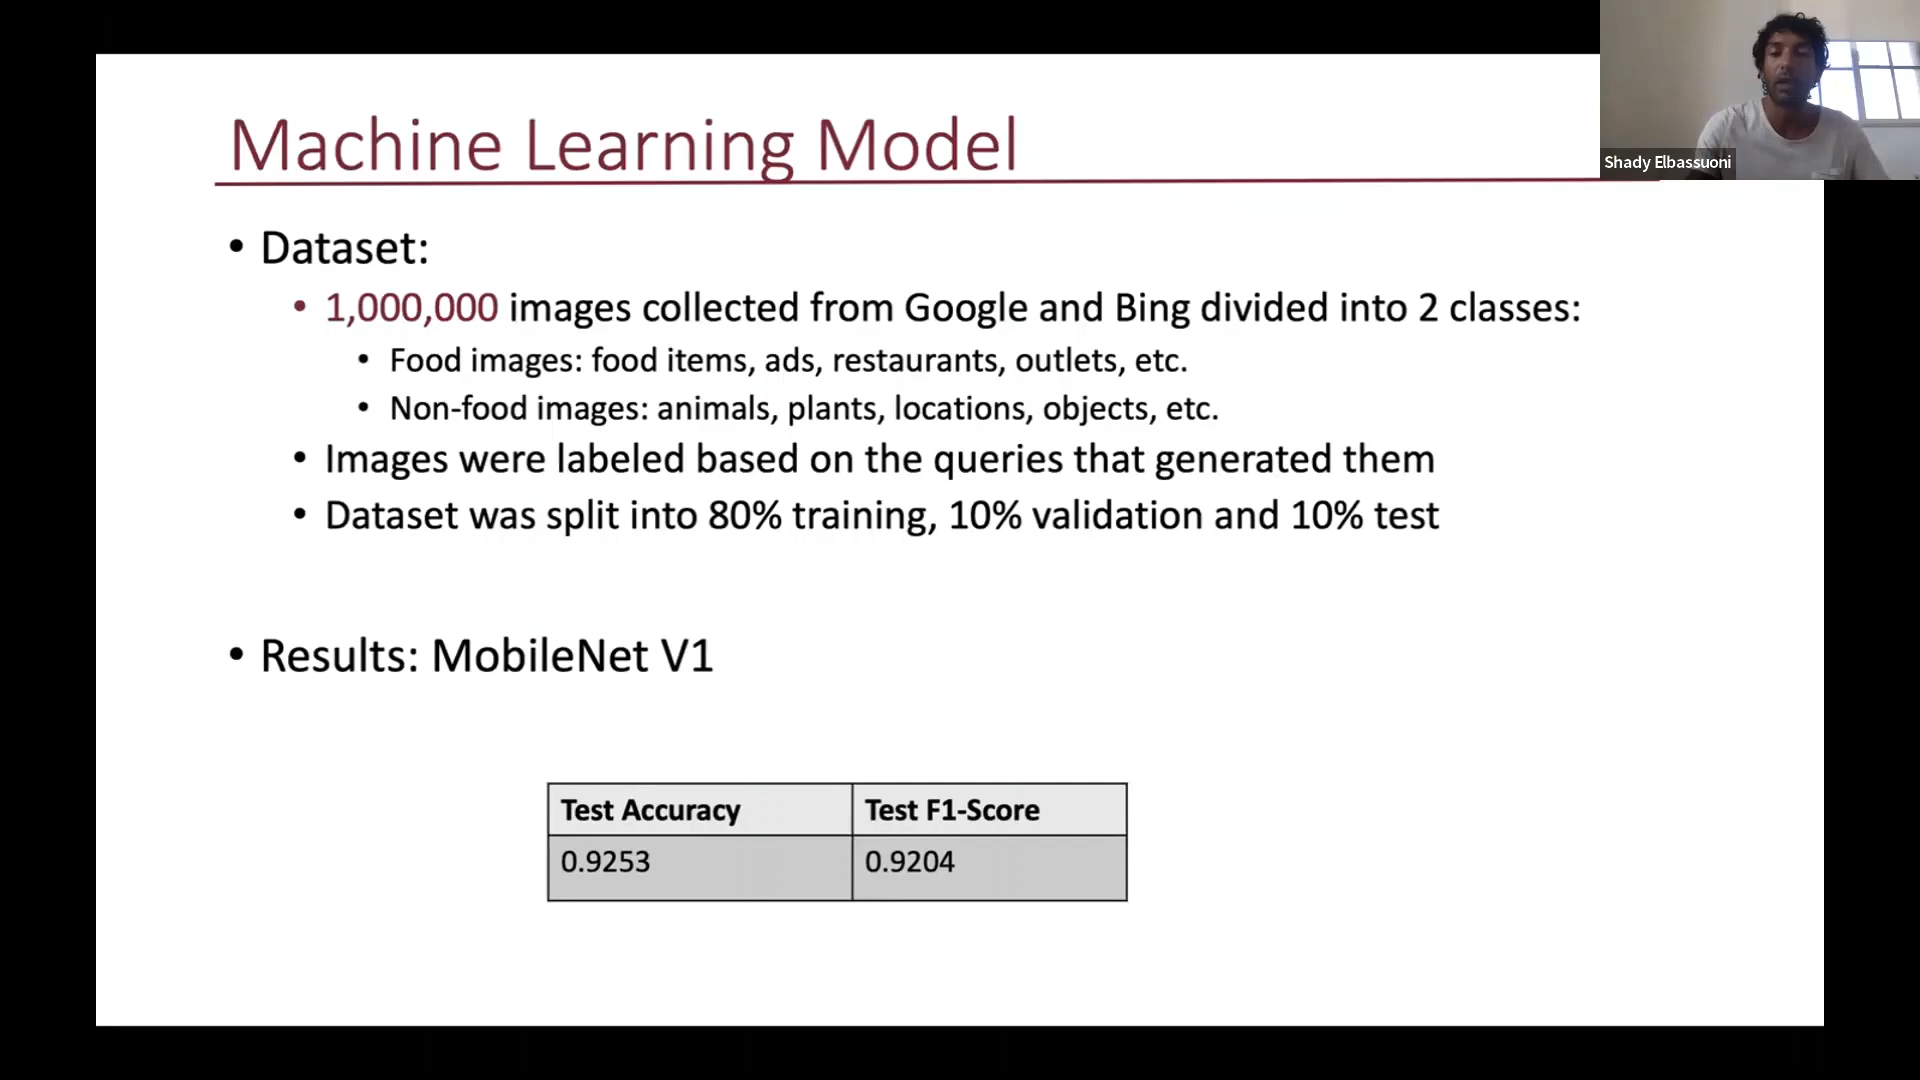 Machine Learning Model
Shady Elbassuoni
• Dataset:
• 1,000,000 images collected from Google and Bing divided into 2 classes:
• Food images: food items, ads, restaurants, outlets, etc.
• Non-food images: animals, plants, locations, objects, etc.
• Images were labeled based on the queries that generated them
• Dataset was split into 80% training, 10% validation and 10% test
• Results: MobileNet V1
Test Accuracy Test F1-Score
0.9253 0.9204